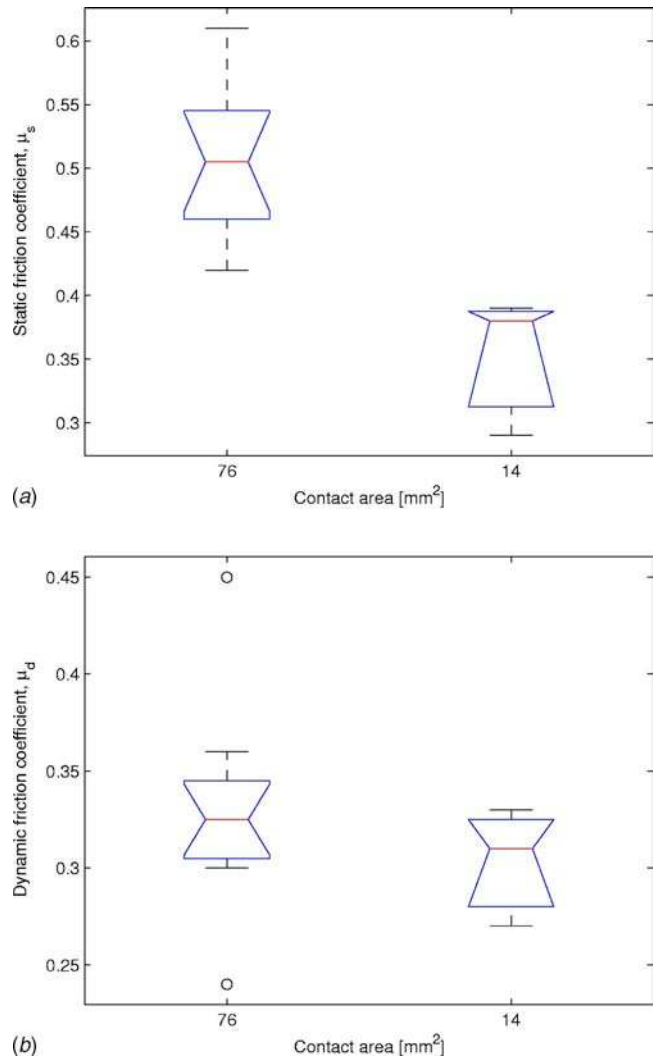 0.6
0.55
0.5
0.45
0.4
0.35
0.3
Static friction coefficient, μs
76
14
Contact area [mm2]
(a)
0.45
0.4
0.35
0.3
0.25
Dynamic friction coefficient, μd
76
14
Contact area [mm2]
(b)